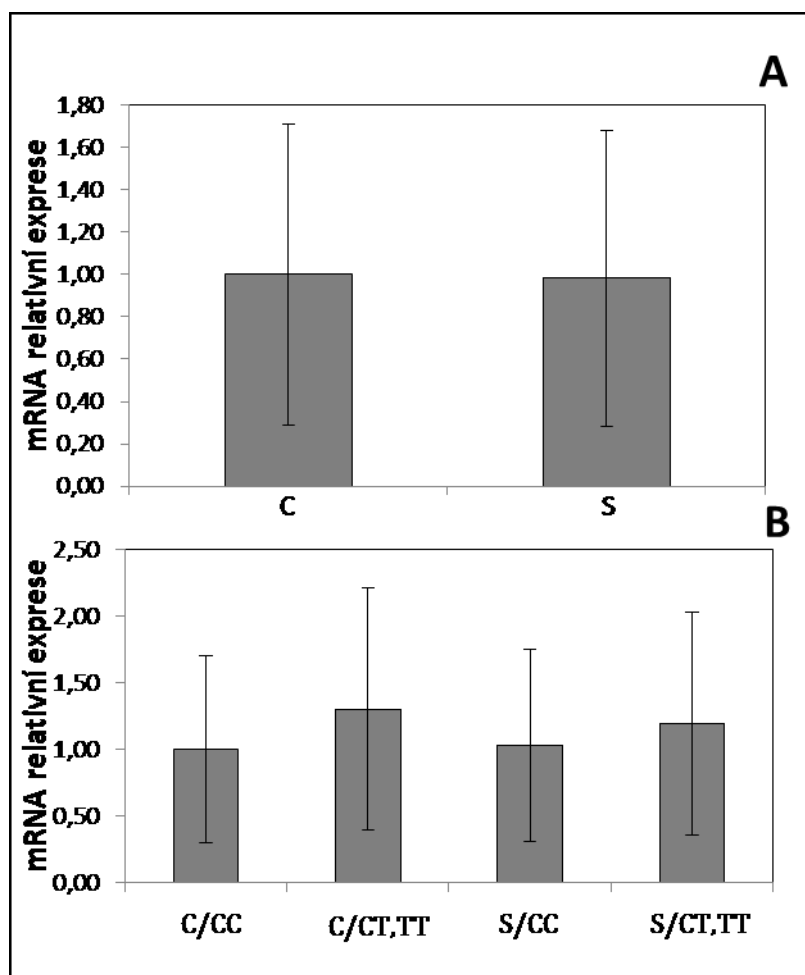 A
mRNA relativní exprese
1,80
1,60
1,40
1,20
1,00
0,80
0,60
0,40
0,20
0,00
C S
B
mRNA relativní exprese
2,50
2,00
1,50
1,00
0,50
0,00
C/CC C/CT,TT S/CC S/CT,TT